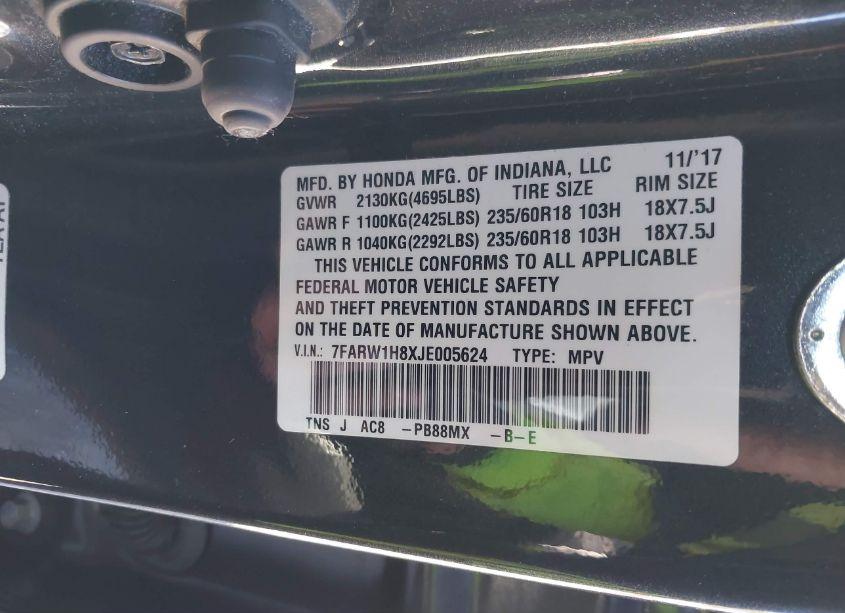 MFD. BY HONDA MFG. OF INDIANA, LLC 11/'17
GVWR 2130KG(4695LBS) TIRE SIZE RIM SIZE
GAWR F 1100KG(2425LBS) 235/60R18 103H 18X7.5J
GAWR R 1040KG(2292LBS) 235/60R18 103H 18X7.5J
THIS VEHICLE CONFORMS TO ALL APPLICABLE
FEDERAL MOTOR VEHICLE SAFETY
AND THEFT PREVENTION STANDARDS IN EFFECT
ON THE DATE OF MANUFACTURE SHOWN ABOVE.
V.I.N.: 7FARW1H8XJE005624 TYPE: MPV
TNS J AC8 -PB88MX -B-E